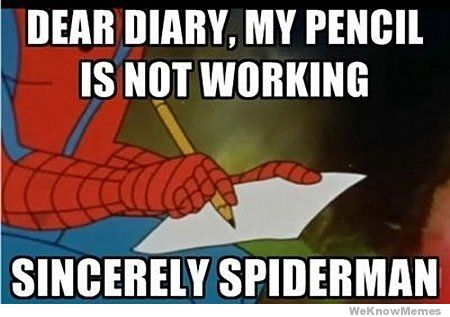 DEAR DIARY, MY PENCIL
IS NOT WORKING
SINCERELY SPIDERMAN
WeKnowMemes